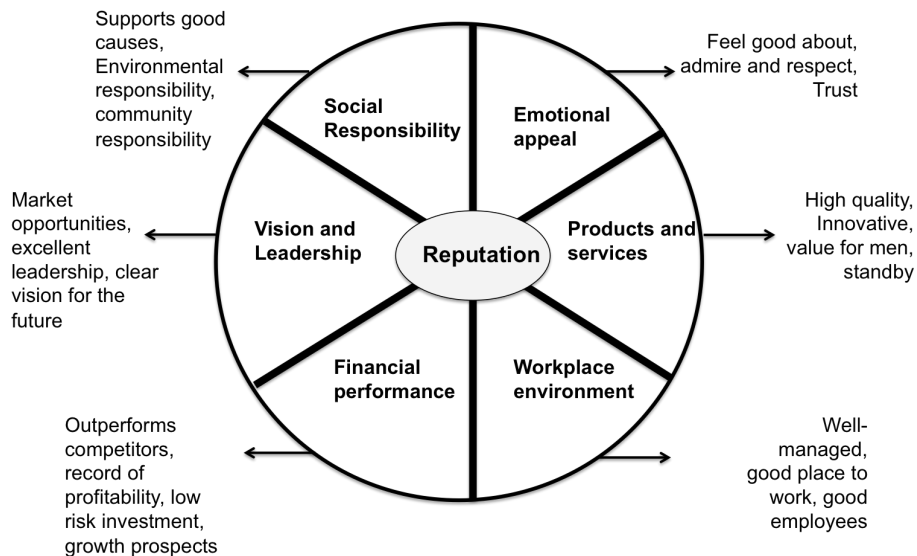 Supports good
causes,
Environmental
responsibility,
community
responsibility
Feel good about,
admire and respect,
Trust
Social
Responsibility
Emotional
appeal
Market
opportunities,
excellent
leadership, clear
vision for the
future
Vision and
Leadership
Reputation
Products and
services
High quality,
Innovative,
value for men,
standby
Financial
performance
Workplace
environment
Outperforms
competitors,
record of
profitability, low
risk investment,
growth prospects
Well-
managed,
good place to
work, good
employees